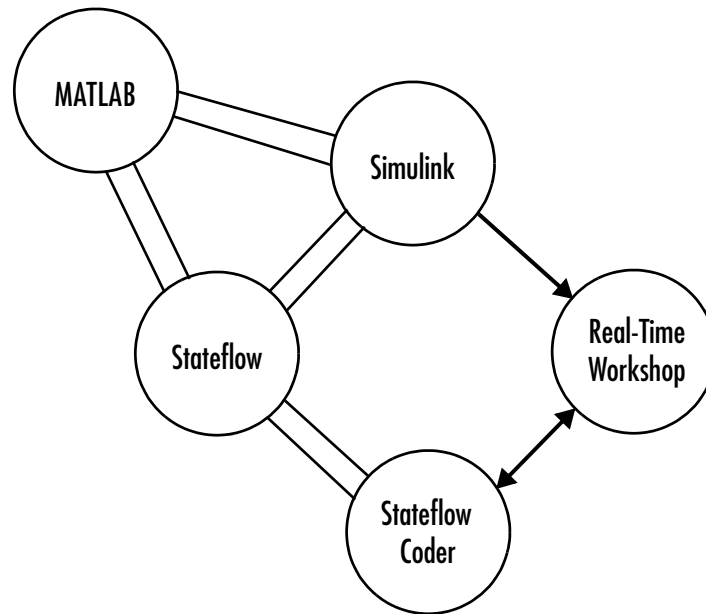 MATLAB
Simulink
Stateflow
Real-Time
Workshop
Stateflow
Coder